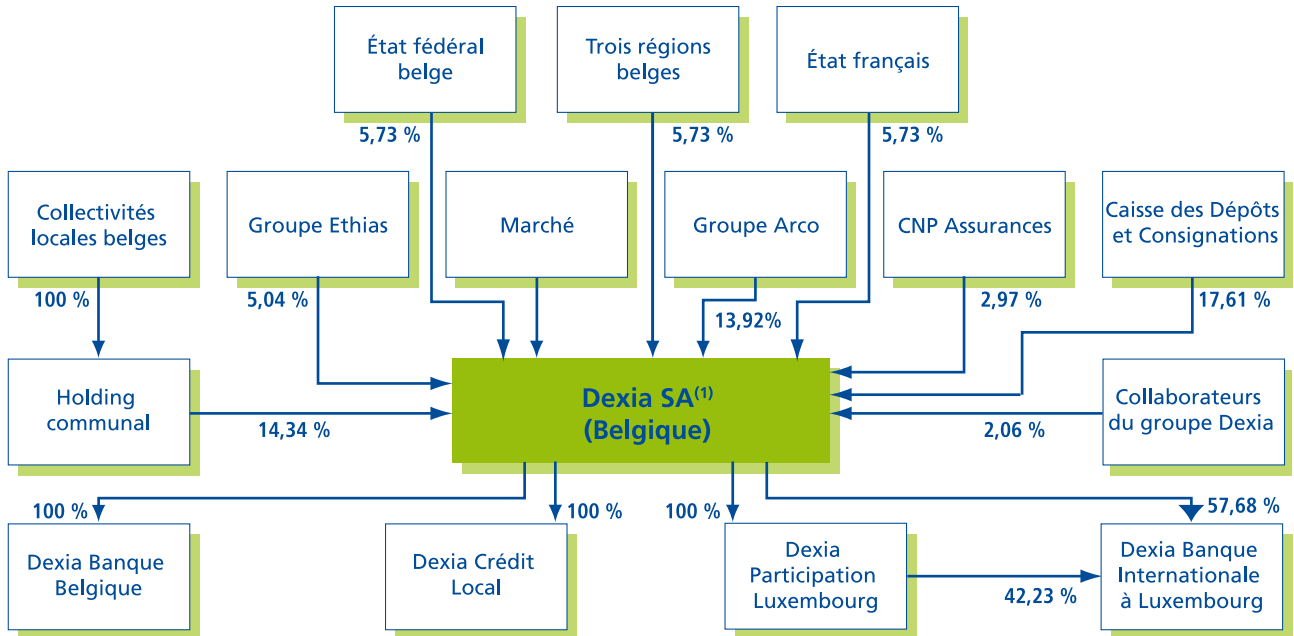 État fédéral
belge
Trois régions
belges
État français
5,73 %
5,73 %
5,73 %
Collectivités
locales belges
Groupe Ethias
Marché
Groupe Arco
CNP Assurances
Caisse des Dépôts
et Consignations
100 %
5,04 %
13,92%
2,97 %
17,61 %
Holding
communal
14,34 %
Dexia SA(1)
(Belgique)
2,06 %
Collaborateurs
du groupe Dexia
100 %
100 %
100 %
57,68 %
Dexia Banque
Belgique
Dexia Crédit
Local
Dexia
Participation
Luxembourg
42,23 %
Dexia Banque
Internationale
à Luxembourg